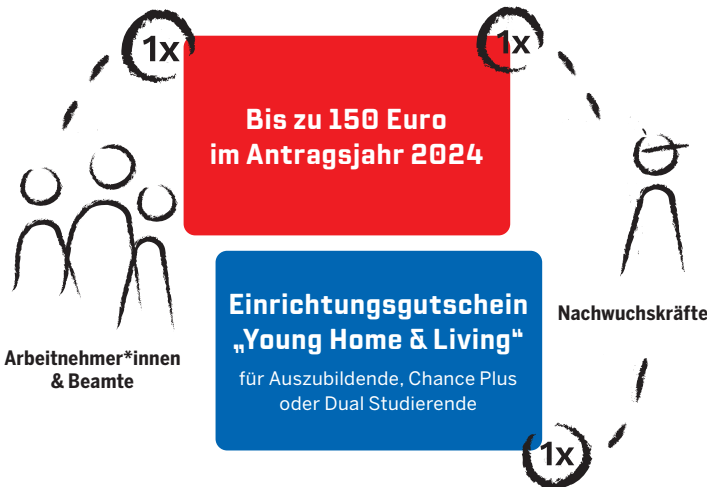 1x
1x
Bis zu 150 Euro
im Antragsjahr 2024
Einrichtungsgutschein
„Young Home & Living“
für Auszubildende, Chance Plus
oder Dual Studierende
Arbeitnehmer*innen
& Beamte
Nachwuchskräfte
1x